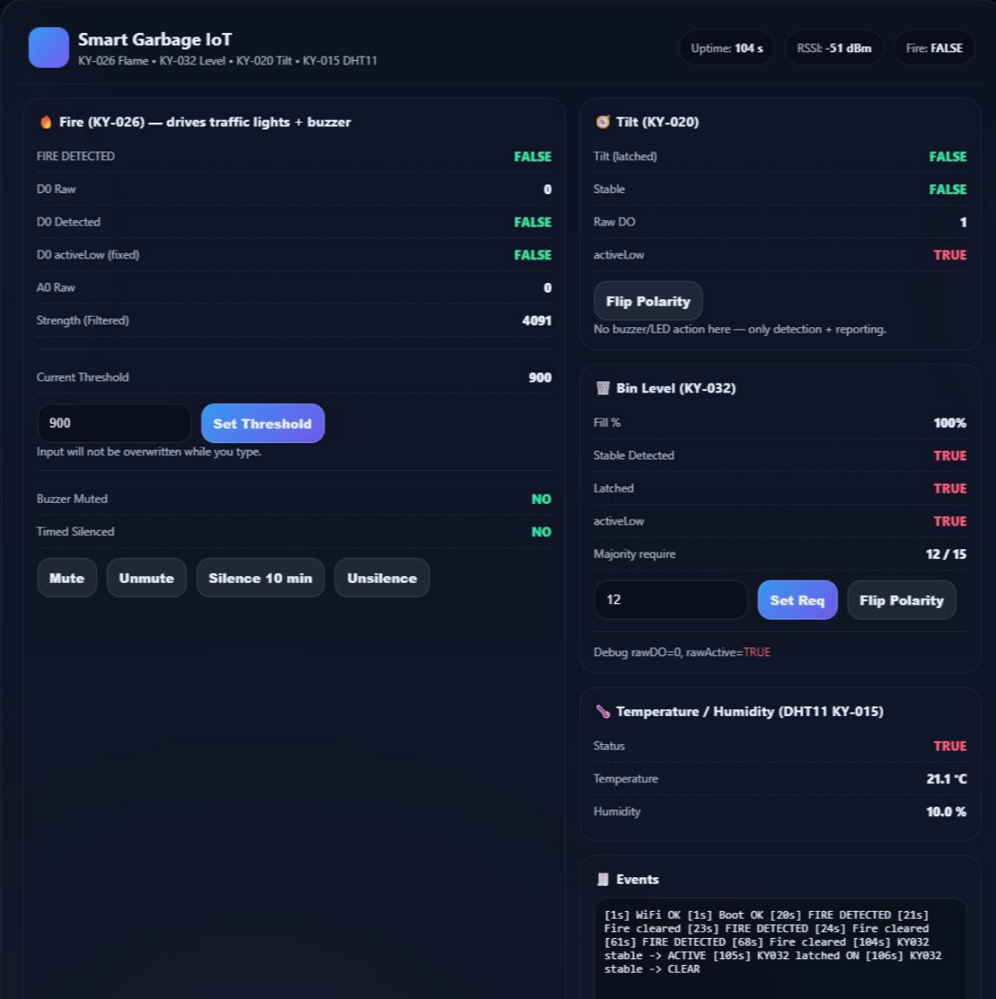 Smart Garbage IoT
KY-026 Flame • KY-032 Level • KY-020 Tilt • KY-015 DHT11
Uptime: 104 s
RSSI: -51 dBm
Fire: FALSE
Fire (KY-026) — drives traffic lights + buzzer
FIRE DETECTED FALSE
D0 Raw 0
D0 Detected FALSE
D0 activeLow (fixed) FALSE
A0 Raw 0
Strength (Filtered) 4091
Current Threshold 900
900 Set Threshold
Input will not be overwritten while you type.
Buzzer Muted NO
Timed Silenced NO
Mute Unmute Silence 10 min Unsilence
Tilt (KY-020)
Tilt (latched) FALSE
Stable FALSE
Raw DO 1
activeLow TRUE
Flip Polarity
No buzzer/LED action here — only detection + reporting.
Bin Level (KY-032)
Fill % 100%
Stable Detected TRUE
Latched TRUE
activeLow TRUE
Majority require 12 / 15
12 Set Req Flip Polarity
Debug rawDO=0, rawActive=TRUE
Temperature / Humidity (DHT11 KY-015)
Status TRUE
Temperature 21.1 °C
Humidity 10.0 %
Events
[1s] WiFi OK [1s] Boot OK [20s] FIRE DETECTED [21s]
Fire cleared [23s] FIRE DETECTED [24s] Fire cleared
[61s] FIRE DETECTED [68s] Fire cleared [104s] KY032
stable -> ACTIVE [105s] KY032 latched ON [106s] KY032
stable -> CLEAR